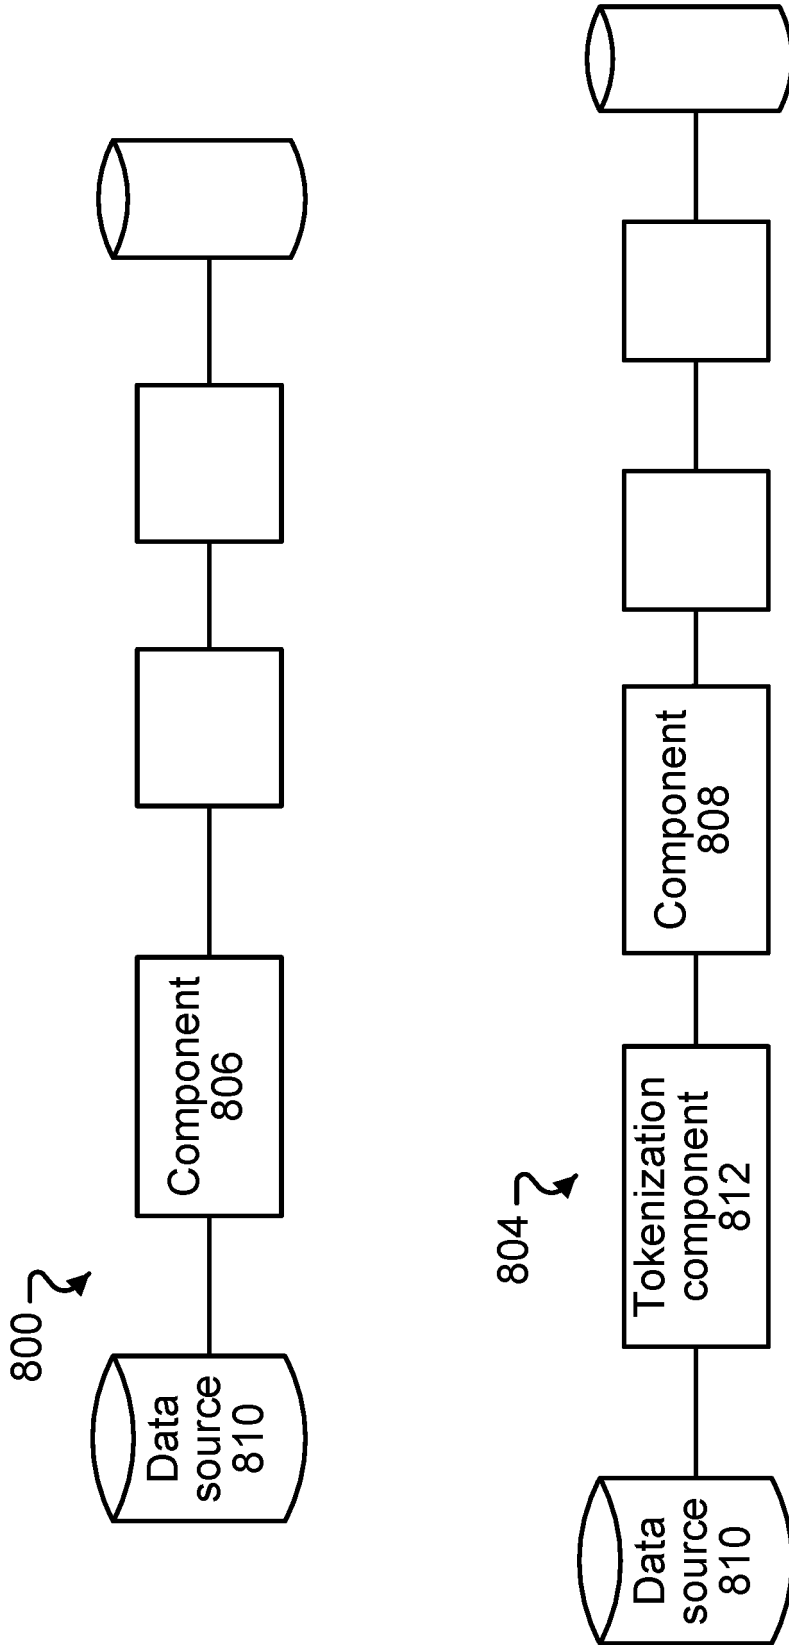 800
Data
source
810
Component
806
804
Data
source
810
Tokenization
component
812
Component
808